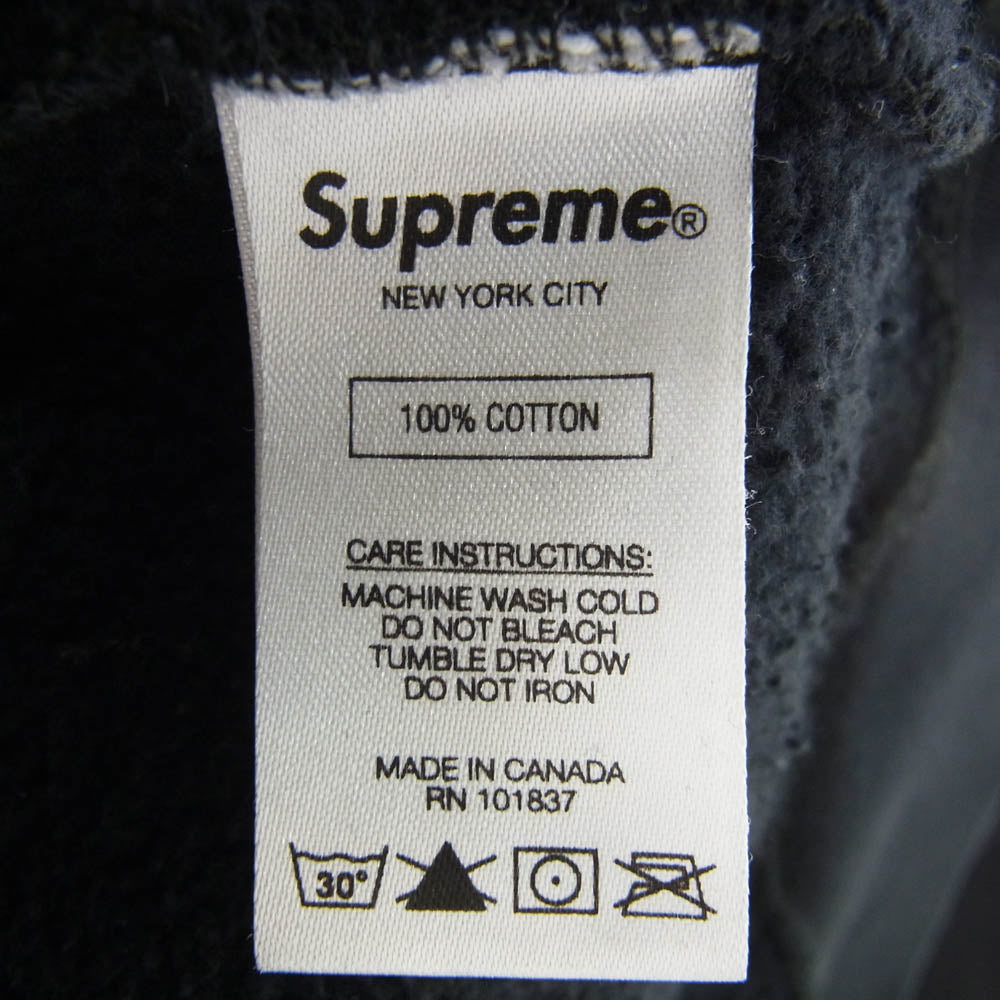 Supreme®
NEW YORK CITY
100% COTTON
CARE INSTRUCTIONS:
MACHINE WASH COLD
DO NOT BLEACH
TUMBLE DRY LOW
DO NOT IRON
MADE IN CANADA
RN 101837
30°